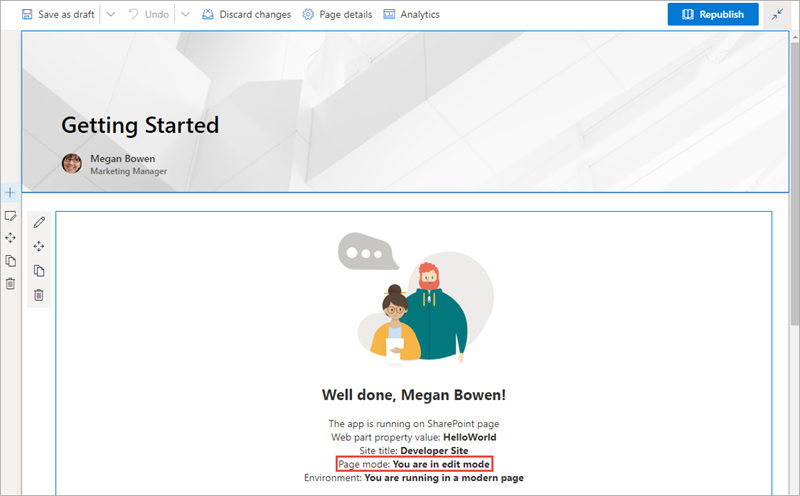 Save as draft Undo Discard changes Page details Analytics Republish
Getting Started
Megan Bowen
Marketing Manager
Well done, Megan Bowen!
The app is running on SharePoint page
Web part property value: HelloWorld
Site title: Developer Site
Page mode: You are in edit mode
Environment: You are running in a modern page